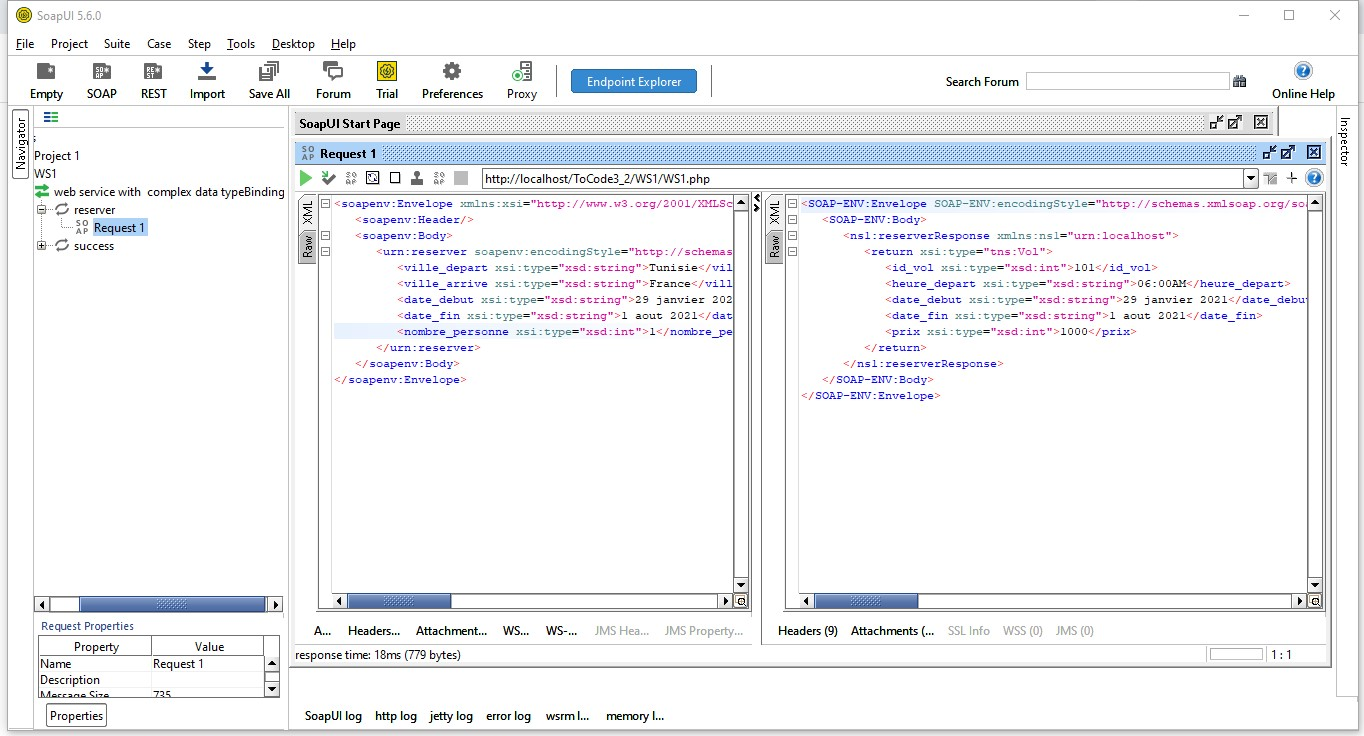 SoapUI 5.6.0
File Project Suite Case Step Tools Desktop Help
Empty SOAP REST Import Save All Forum Trial Preferences Proxy Endpoint Explorer Search Forum Online Help
Navigator
Inspector
Project 1
WS1
web service with complex data typeBinding
reserver
SOAP Request 1
success
SoapUI Start Page
SOAP Request 1
http://localhost/ToCode3_2/WS1/WS1.php
XML
Raw
<soapenv:Envelope xmlns:xsi="http://www.w3.org/2001/XMLSc
<soapenv:Header/>
<soapenv:Body>
<urn:reserver soapenv:encodingStyle="http://schemas
<ville_depart xsi:type="xsd:string">Tunisie</vil
<ville_arrive xsi:type="xsd:string">France</ville
<date_debut xsi:type="xsd:string">29 janvier 202
<date_fin xsi:type="xsd:string">1 aout 2021</dat
<nombre_personne xsi:type="xsd:int">1</nombre_pe
</urn:reserver>
</soapenv:Body>
</soapenv:Envelope>
XML
Raw
<SOAP-ENV:Envelope SOAP-ENV:encodingStyle="http://schemas.xmlsoap.org/so
<SOAP-ENV:Body>
<ns1:reserverResponse xmlns:ns1="urn:localhost">
<return xsi:type="tns:Vol">
<id_vol xsi:type="xsd:int">101</id_vol>
<heure_depart xsi:type="xsd:string">06:00AM</heure_depart>
<date_debut xsi:type="xsd:string">29 janvier 2021</date_debu
<date_fin xsi:type="xsd:string">1 aout 2021</date_fin>
<prix xsi:type="xsd:int">1000</prix>
</return>
</ns1:reserverResponse>
</SOAP-ENV:Body>
</SOAP-ENV:Envelope>
A... Headers... Attachment... WS... WS-... JMS Hea... JMS Property...
Headers (9) Attachments (... SSL Info WSS (0) JMS (0)
response time: 18ms (779 bytes)
1 : 1
Request Properties
Property Value
Name Request 1
Description
Message Size 735
Properties
SoapUI log http log jetty log error log wsrm l... memory l...